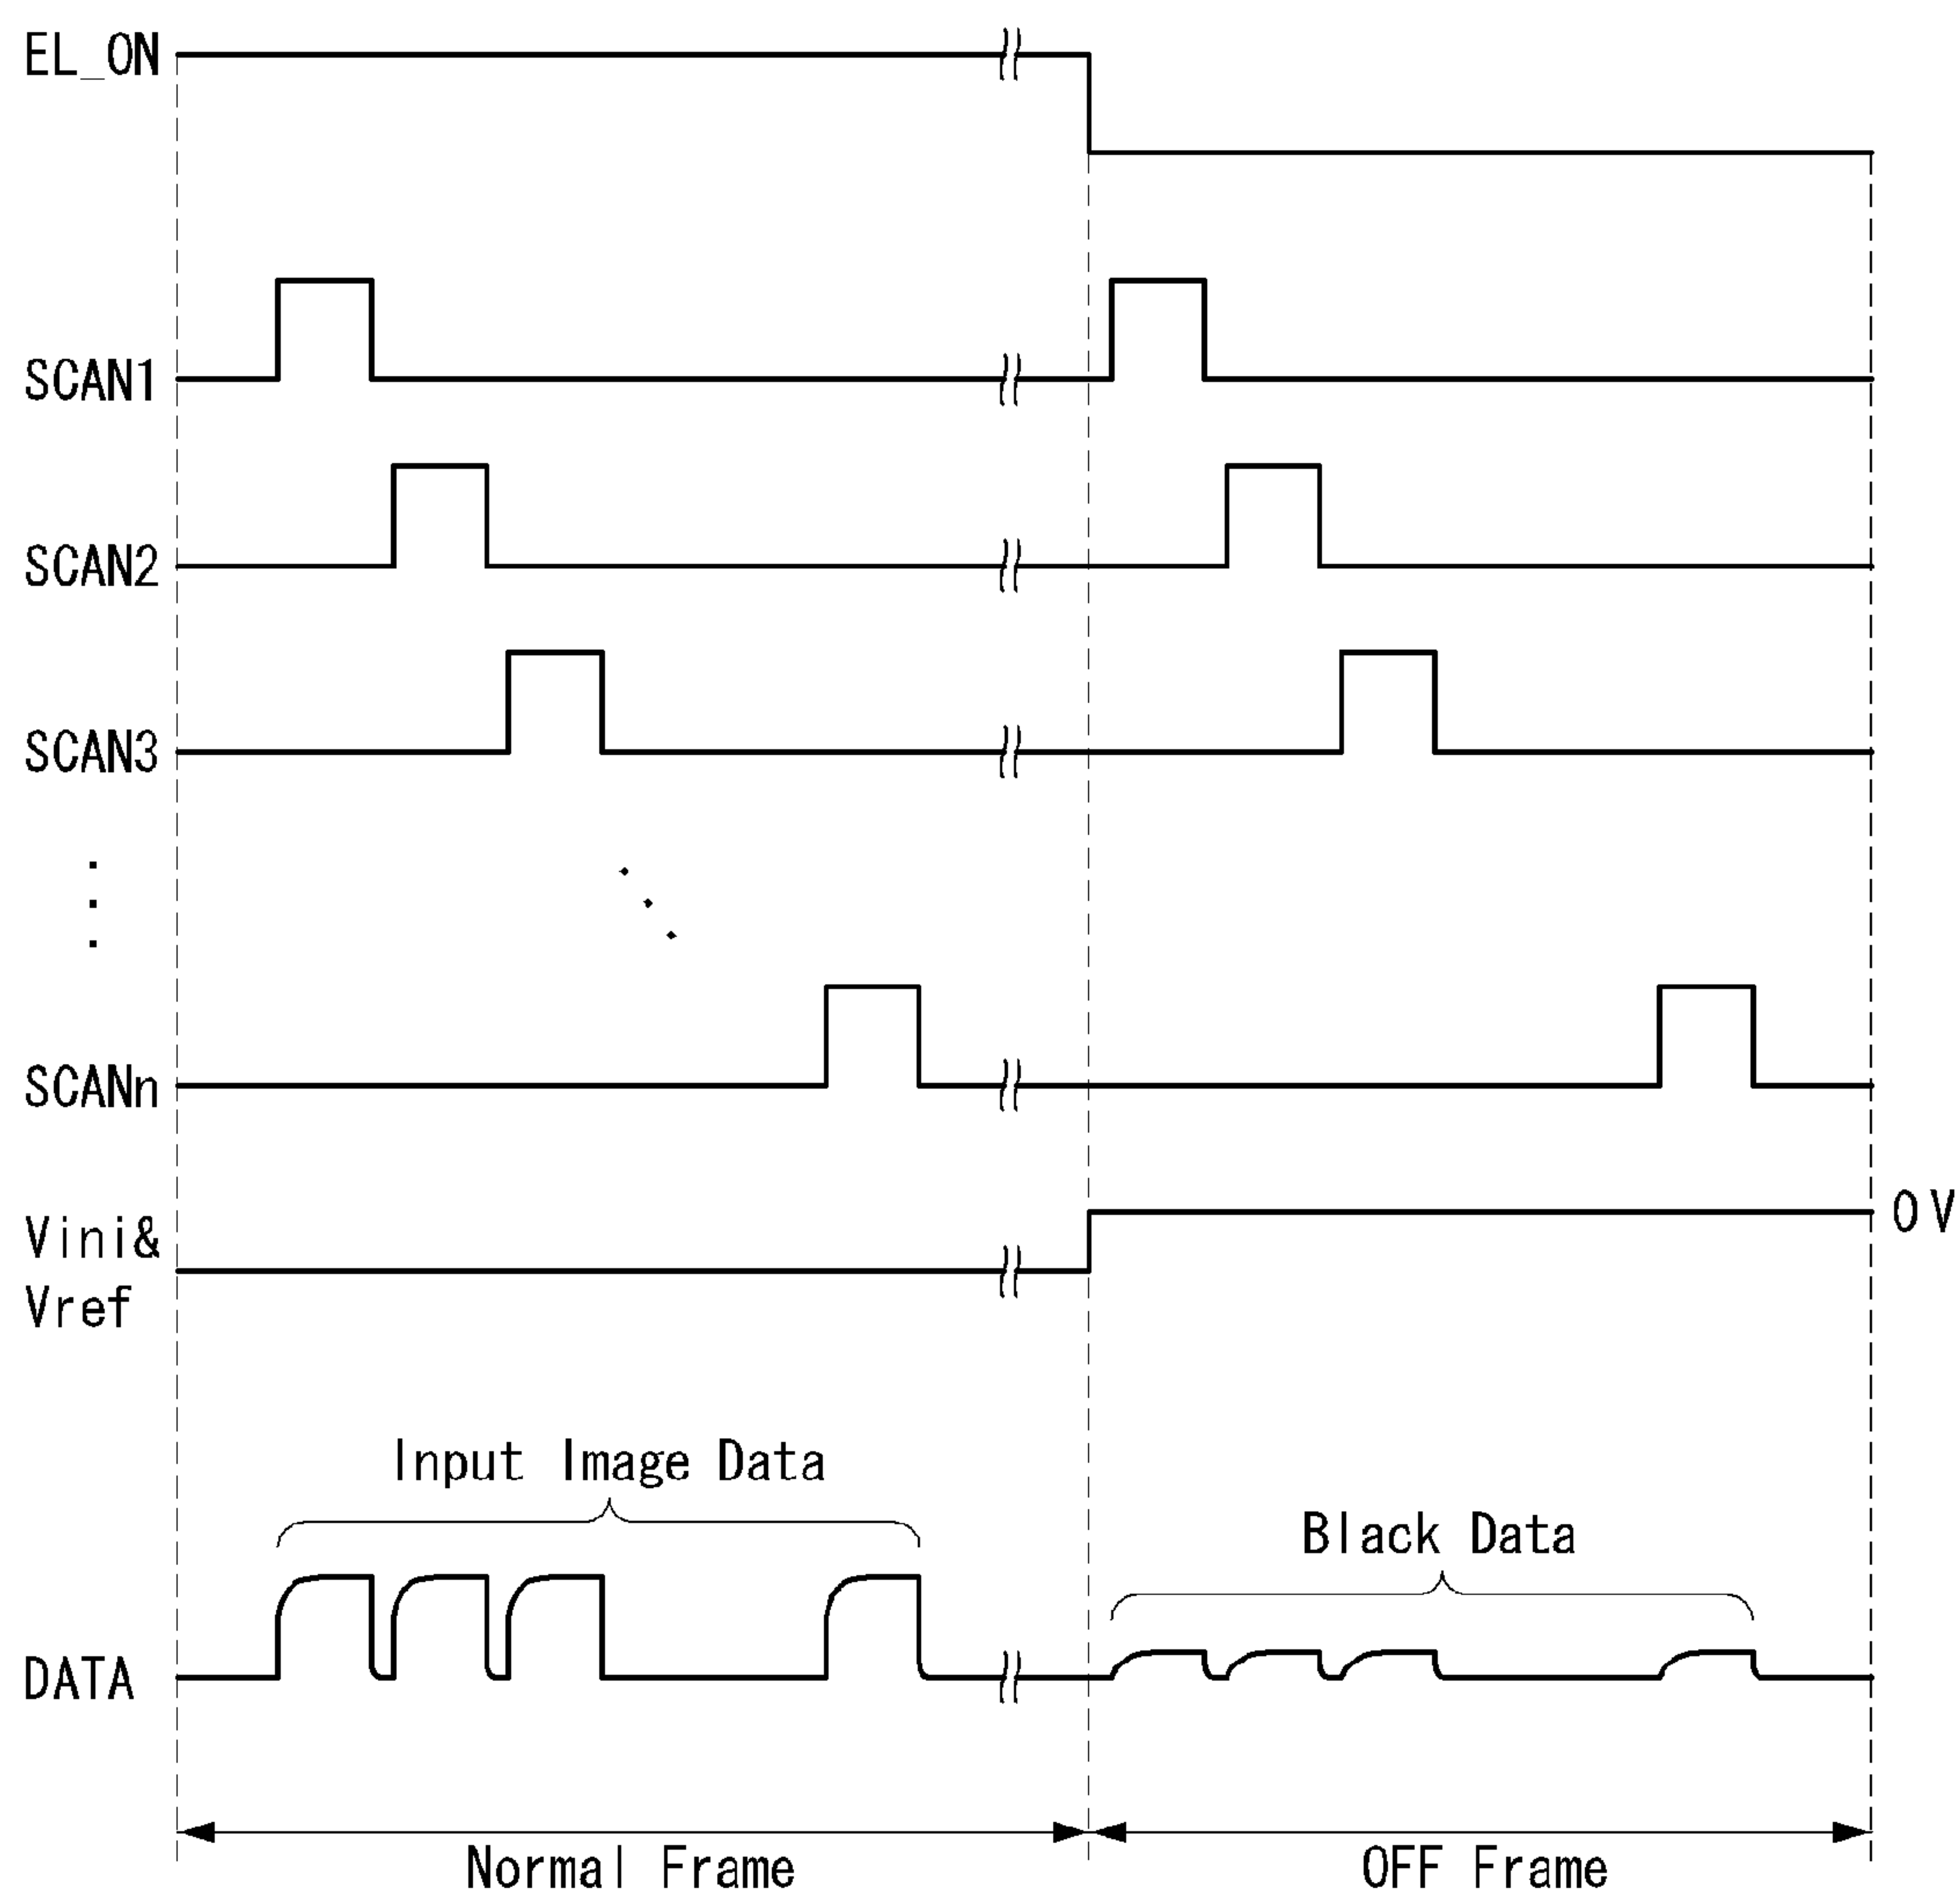 EL_ON
SCAN1
SCAN2
SCAN3
SCANn
Vini&
Vref
0V
Input Image Data
Black Data
DATA
Normal Frame
OFF Frame